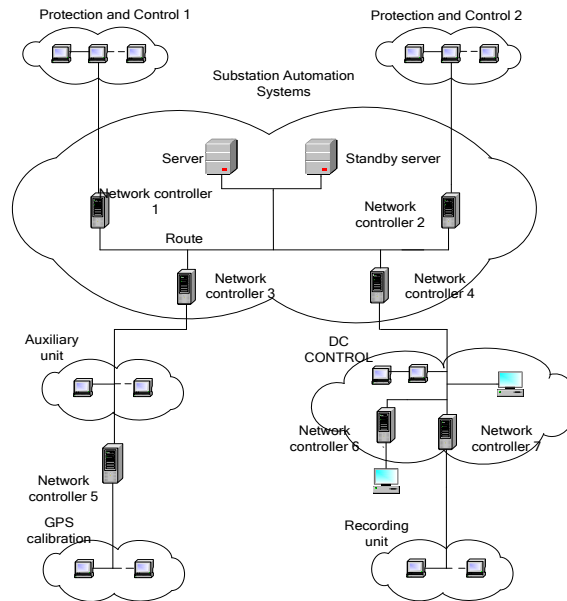 Protection and Control 1
Protection and Control 2
Substation Automation
Systems
Server
Standby server
Network controller
1
Network
controller 2
Route
Network
controller 3
Network
controller 4
Auxiliary
unit
DC
CONTROL
Network
controller 6
Network
controller 7
Network
controller 5
GPS
calibration
Recording
unit